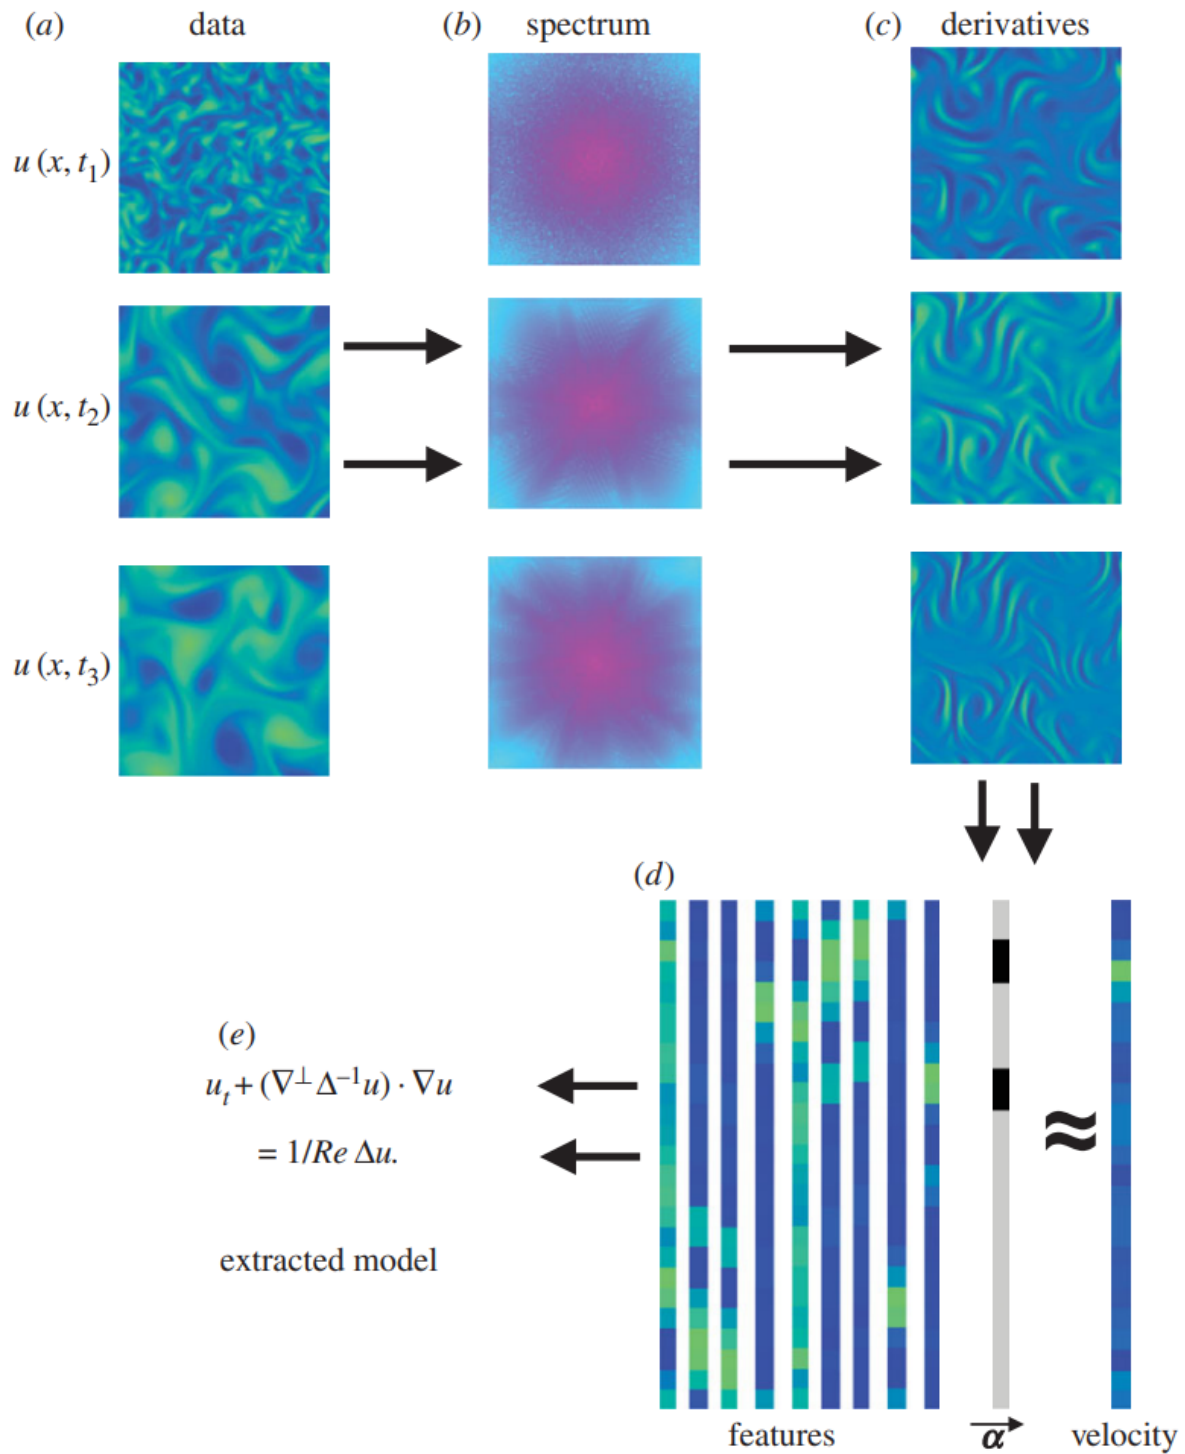 (a) data
(b) spectrum
(c) derivatives
u (x, t₁)
u (x, t₂)
u (x, t₃)
(d)
(e)
uₜ + (∇⊥ Δ⁻¹u) · ∇u
= 1/Re Δu.
extracted model
≈
features
α
velocity